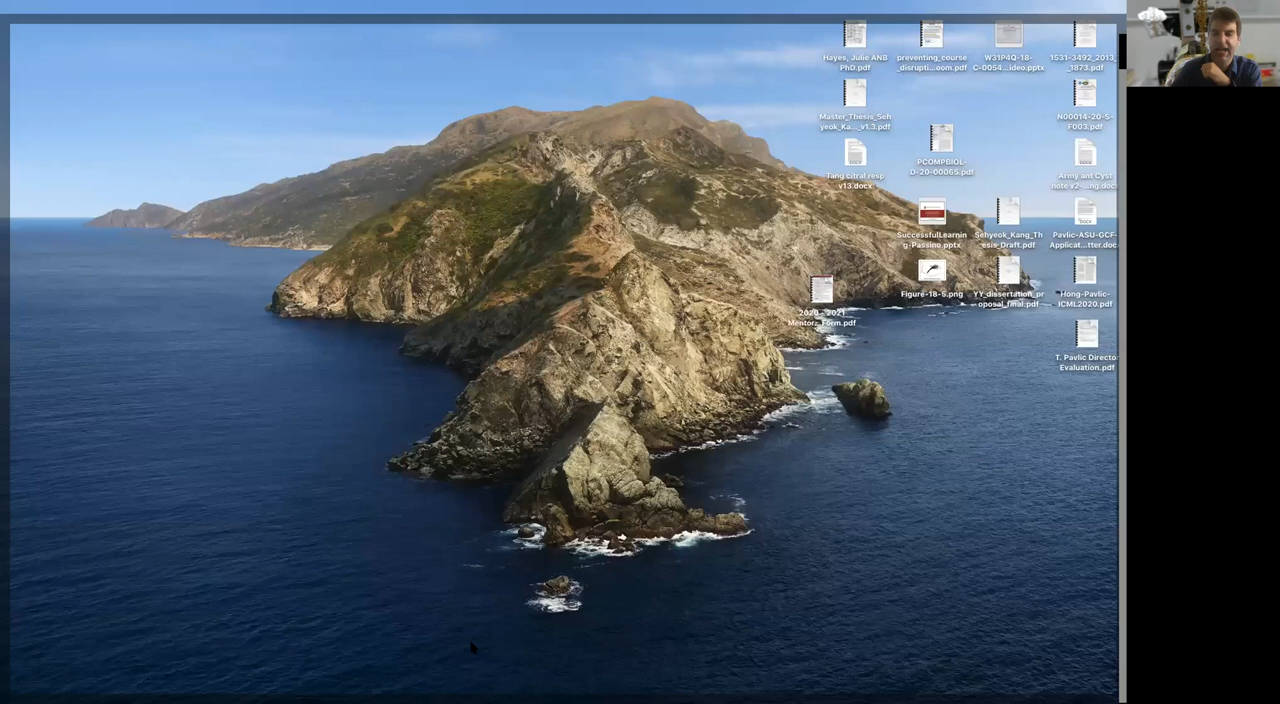 Hayes, Julie ANB
PhD.pdf
preventing_course
_disrupti...oom.pdf
W31P4Q-18-
C-0054...ideo.pptx
1531-3492_2013_
_1873.pdf
Master_Thesis_Seh
yeok_Ka..._v1.3.pdf
N00014-20-S-
F003.pdf
PCOMPBIOL-
D-20-00065.pdf
Tang citral resp
v13.docx
Army ant Cyst
note v2-...ng.docx
SuccessfulLearnin
g-Passino.pptx
Sehyeok_Kang_Th
esis_Draft.pdf
Pavlic-ASU-GCF-
Applicat...tter.docx
Figure-18-5.png
YY_dissertation_pr
oposal_final.pdf
Hong-Pavlic-
ICML2020.pdf
2020 - 2021
Mentor... Form.pdf
T. Pavlic Directo
Evaluation.pdf